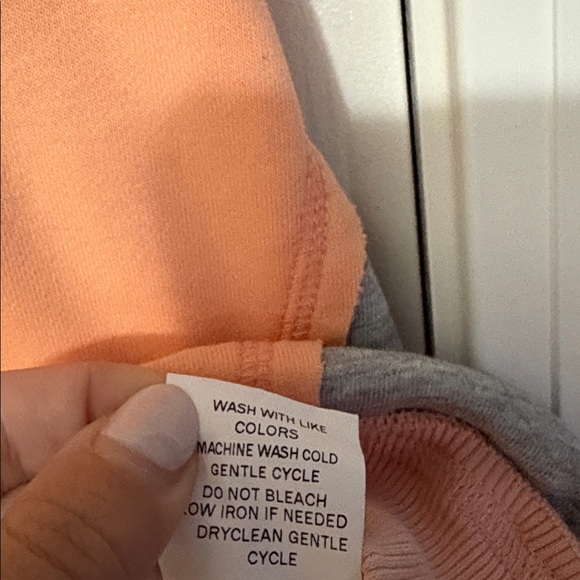 WASH WITH LIKE
COLORS
MACHINE WASH COLD
GENTLE CYCLE
DO NOT BLEACH
LOW IRON IF NEEDED
DRYCLEAN GENTLE
CYCLE